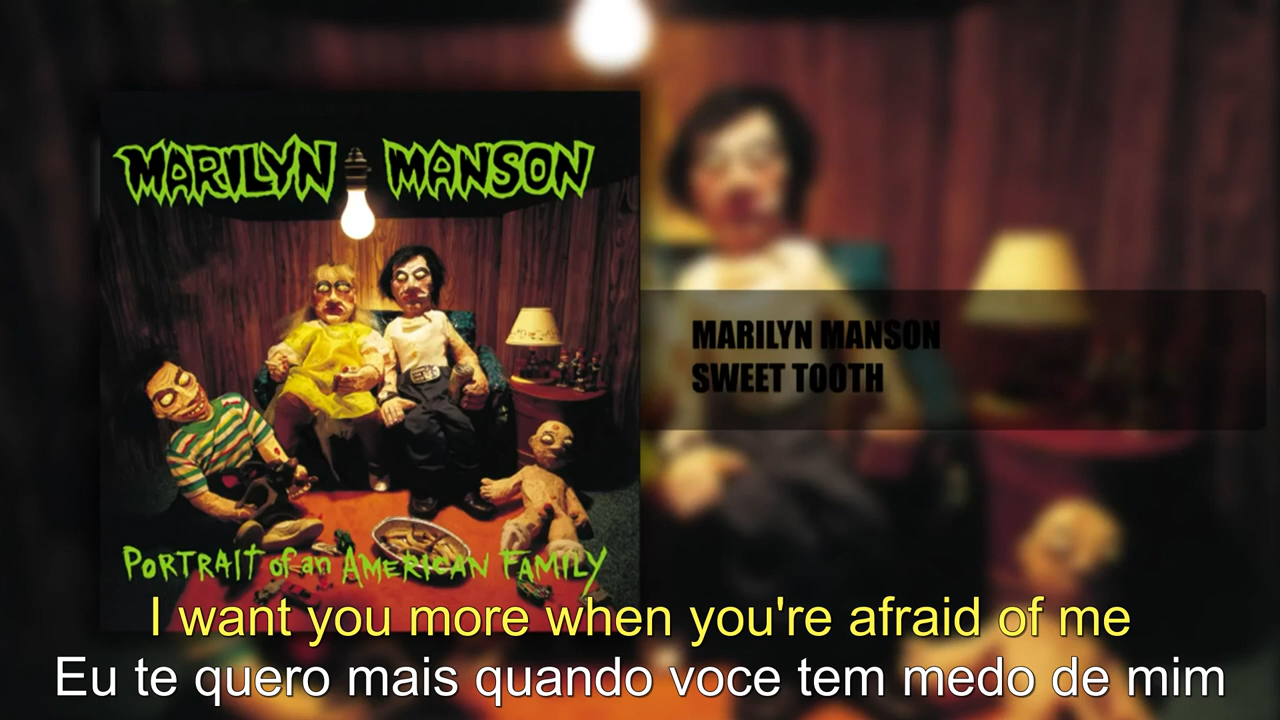 MARILYN MANSON
MARILYN MANSON
SWEET TOOTH
PORTRAIT of an AMERICAN FAMILY
I want you more when you're afraid of me
Eu te quero mais quando voce tem medo de mim